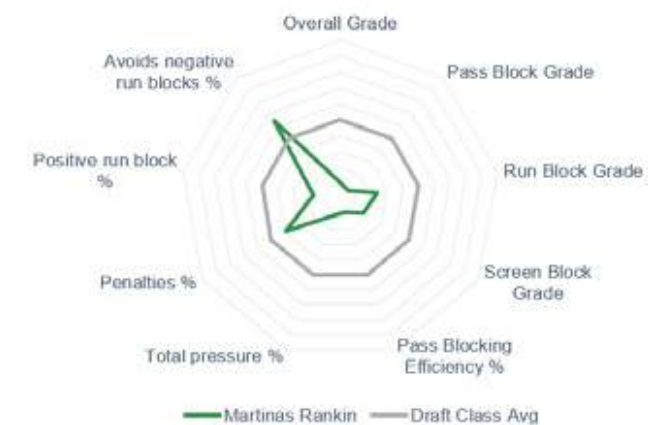 Overall Grade
Avoids negative
run blocks %
Pass Block Grade
Positive run block
%
Run Block Grade
Screen Block
Grade
Penalties %
Pass Blocking
Efficiency %
Total pressure %
Martinas Rankin
Draft Class Avg